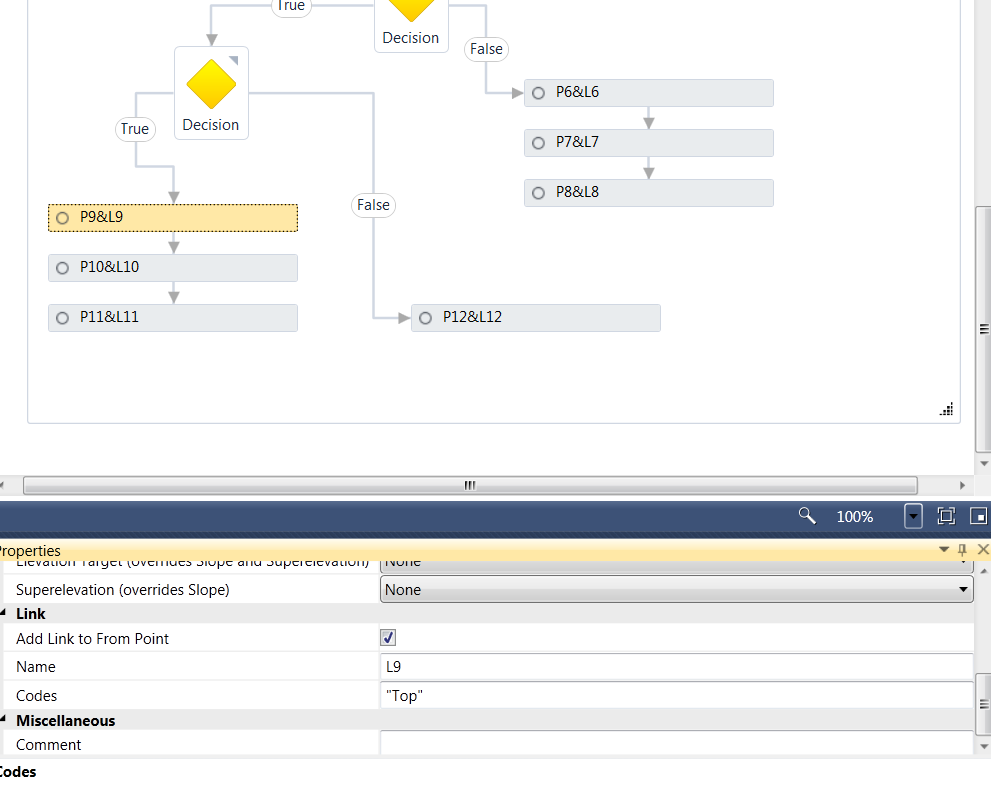 True
Decision
False
Decision
P6&L6
True
P7&L7
P8&L8
False
P9&L9
P10&L10
P11&L11
P12&L12
100%
Properties
Elevation Target (overrides Slope and Superelevation)
None
Superelevation (overrides Slope)
None
Link
Add Link to From Point
Name
L9
Codes
"Top"
Miscellaneous
Comment
Codes